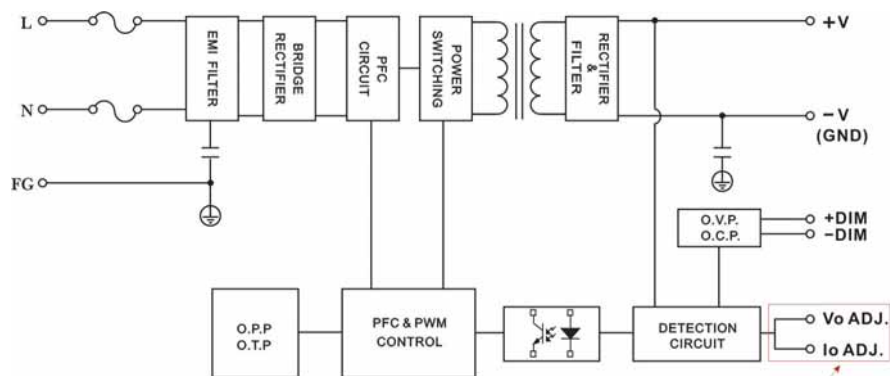 L
N
FG
EMI FILTER
BRIDGE
RECTIFIER
PFC
CIRCUIT
POWER
SWITCHING
RECTIFIER
&
FILTER
+V
−V
(GND)
O.V.P.
O.C.P.
+DIM
−DIM
O.P.P
O.T.P
PFC & PWM
CONTROL
DETECTION
CIRCUIT
Vo ADJ.
Io ADJ.